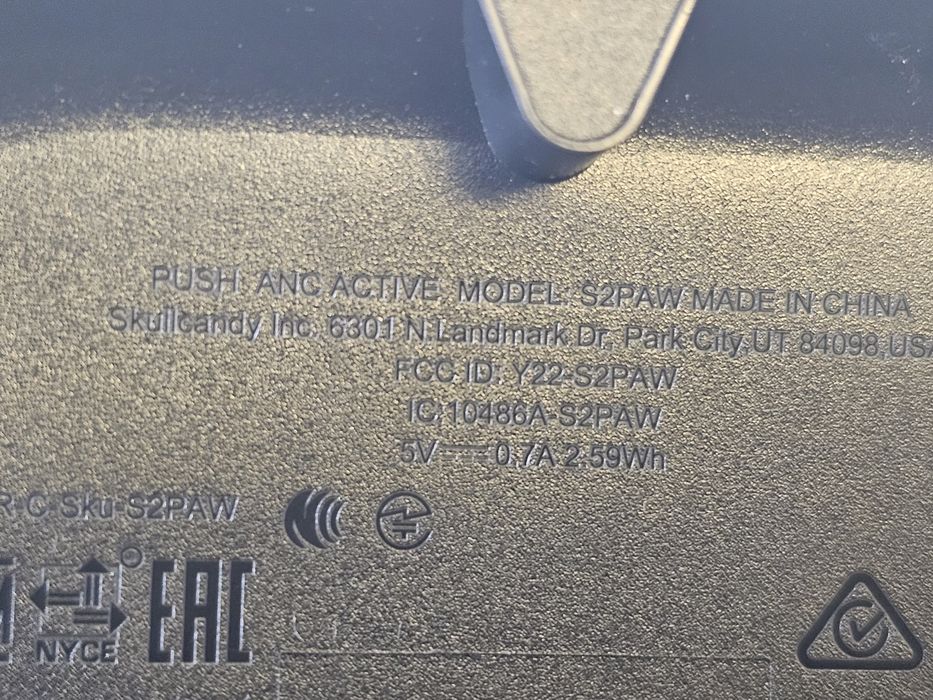 PUSH ANC ACTIVE MODEL: S2PAW MADE IN CHINA
Skullcandy Inc. 6301 N.Landmark Dr, Park City,UT 84098,USA
FCC ID: Y22-S2PAW
IC:10486A-S2PAW
5V⎓0.7A 2.59Wh
R-C-Sku-S2PAW
NYCE
EAC